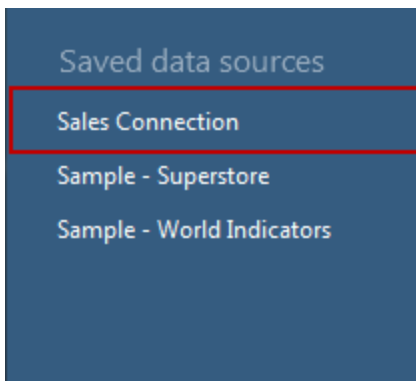 Saved data sources
Sales Connection
Sample - Superstore
Sample - World Indicators